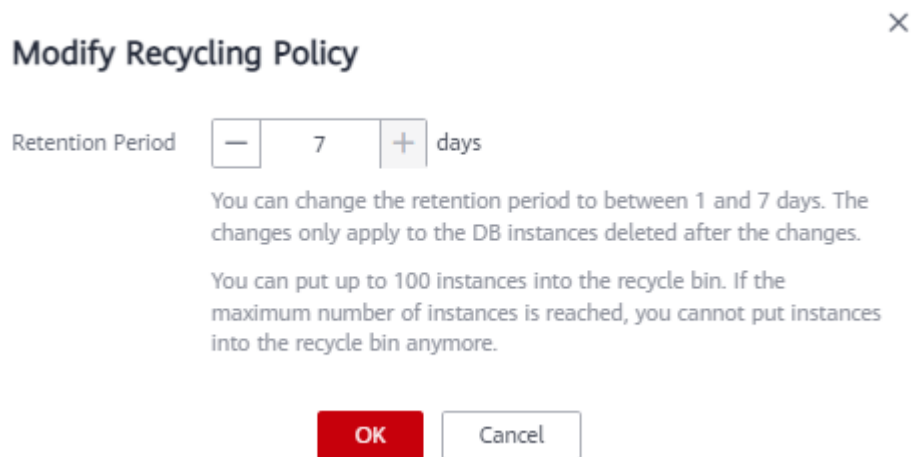 Modify Recycling Policy
Retention Period 7 days
You can change the retention period to between 1 and 7 days. The
changes only apply to the DB instances deleted after the changes.
You can put up to 100 instances into the recycle bin. If the
maximum number of instances is reached, you cannot put instances
into the recycle bin anymore.
OK Cancel